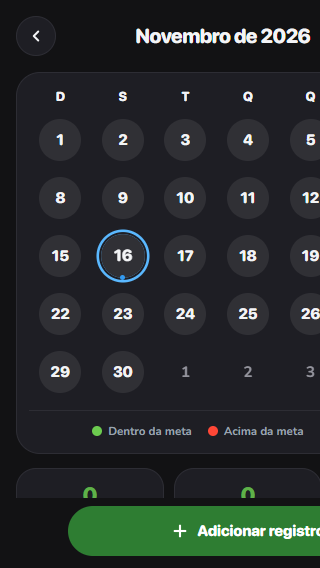 Novembro de 2026
D S T Q Q
1 2 3 4 5
8 9 10 11 12
15 16 17 18 19
22 23 24 25 26
29 30 1 2 3
Dentro da meta Acima da meta
0 0
+ Adicionar registro